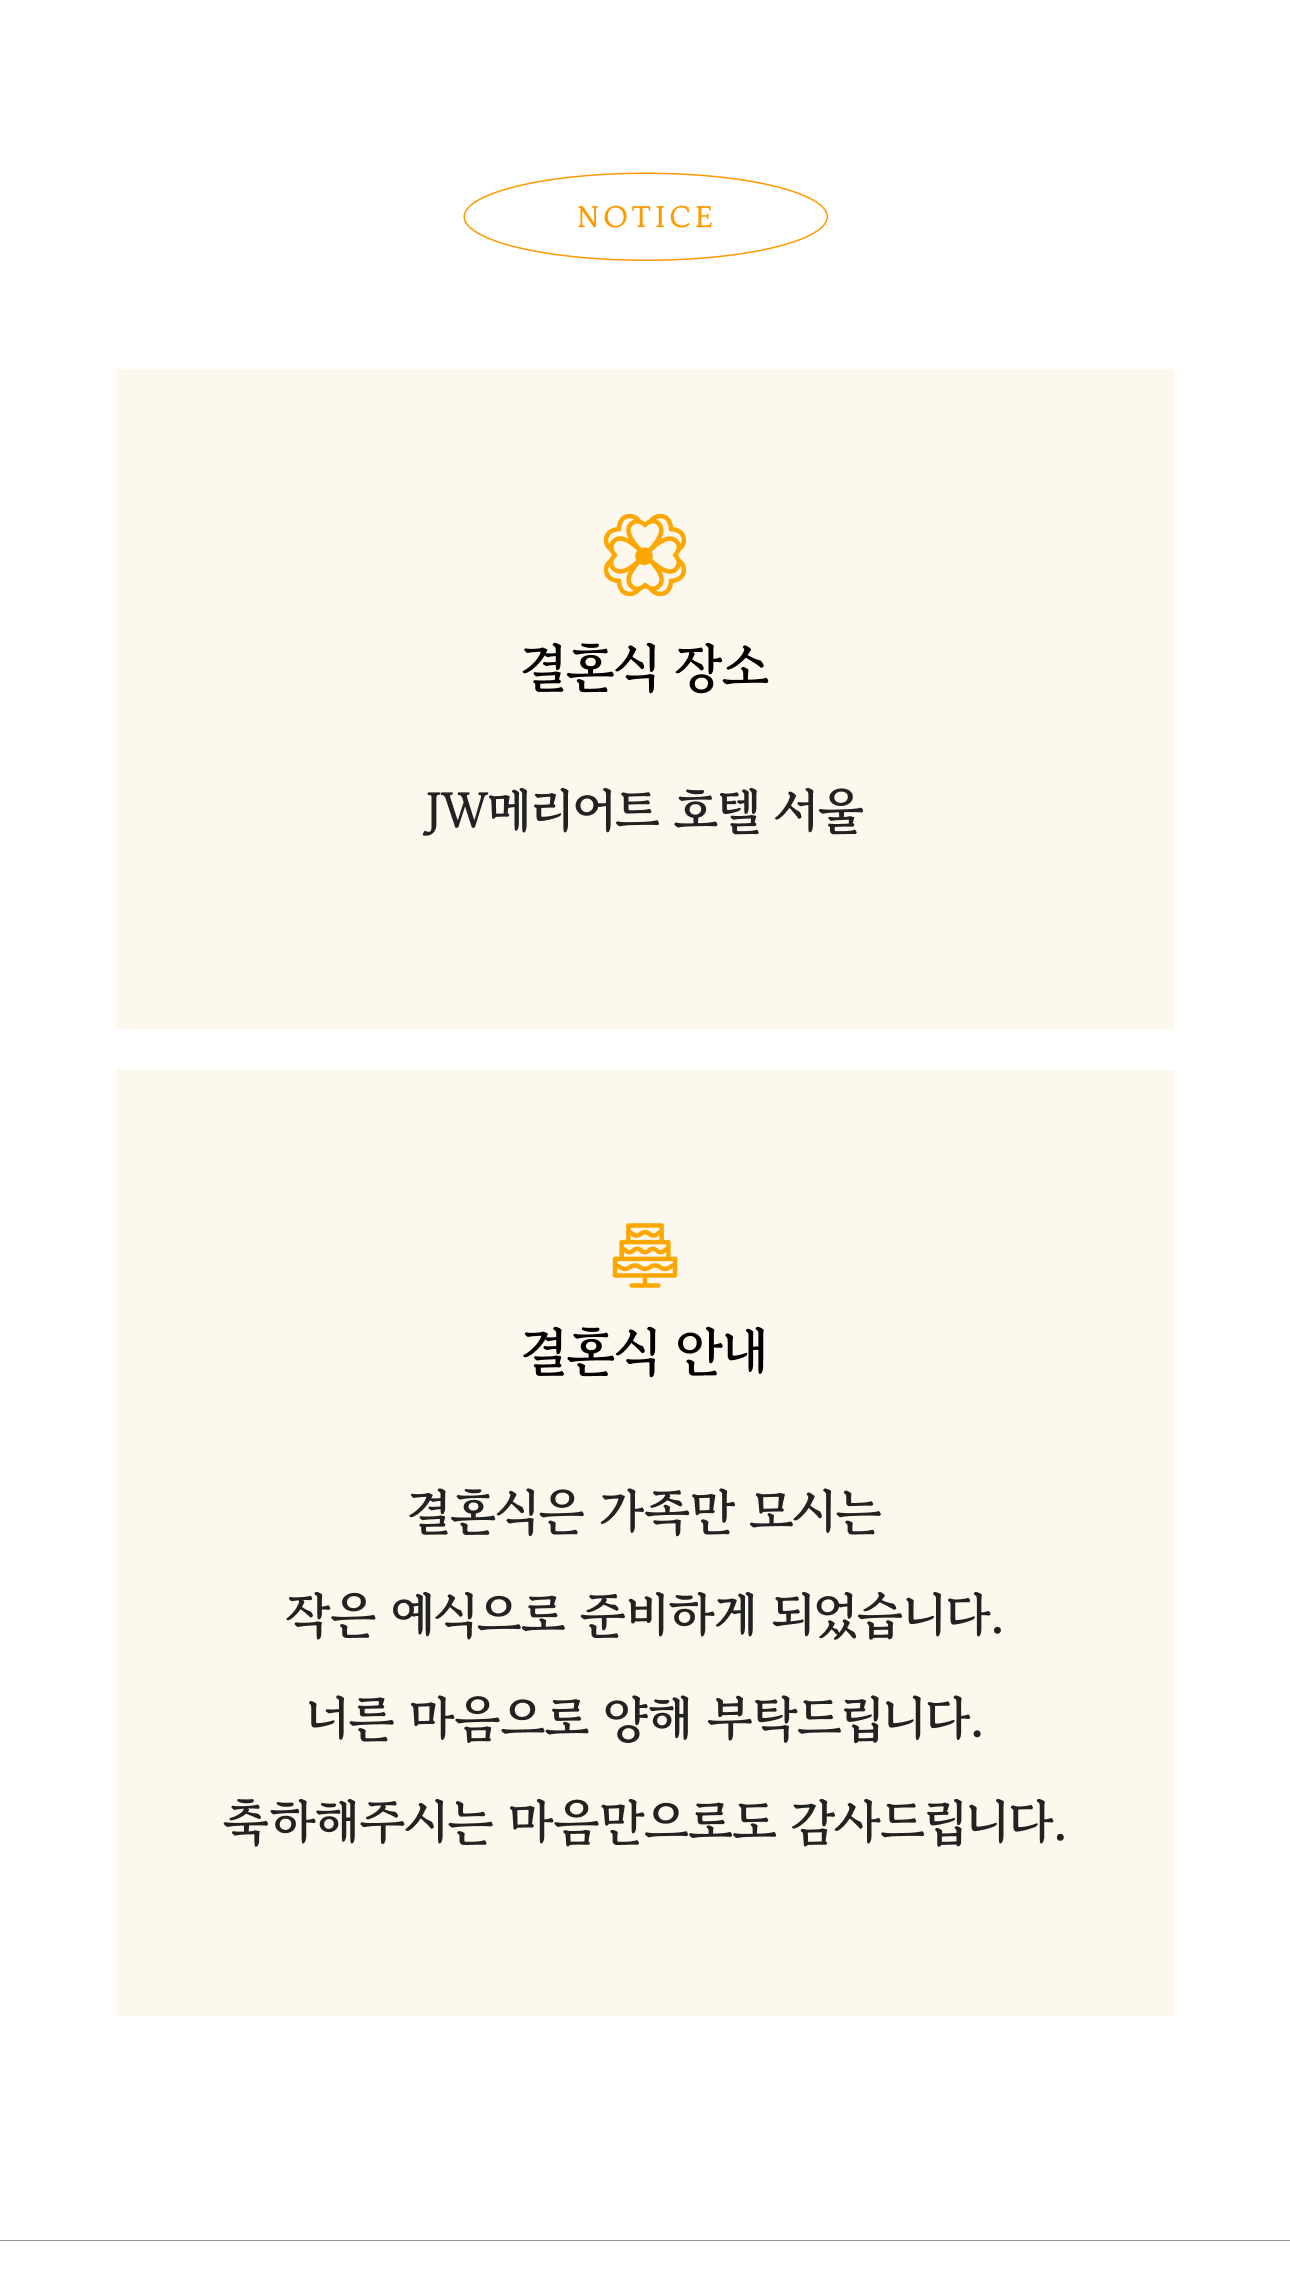 NOTICE
결혼식 장소
JW메리어트 호텔 서울
결혼식 안내
결혼식은 가족만 모시는
작은 예식으로 준비하게 되었습니다.
너른 마음으로 양해 부탁드립니다.
축하해주시는 마음만으로도 감사드립니다.